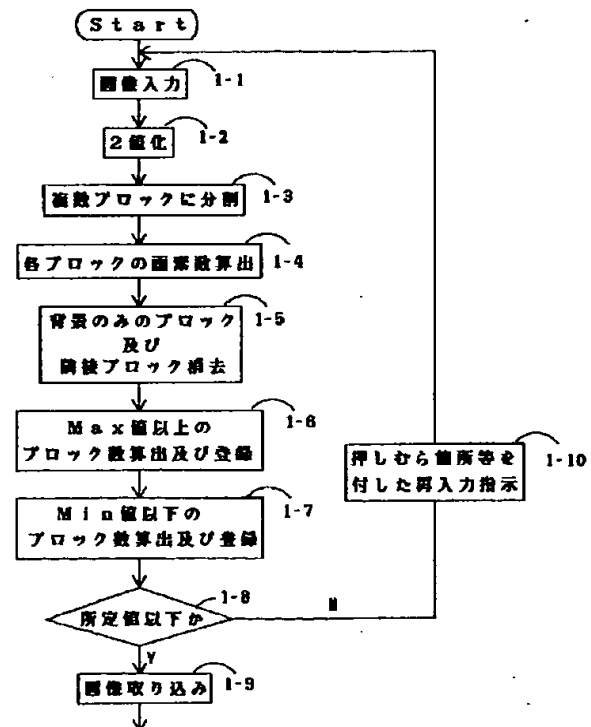 Start
画像入力
1-1
2値化
1-2
複数ブロックに分割
1-3
各ブロックの画素数算出
1-4
背景のみのブロック
及び
隣接ブロック消去
1-5
Max値以上の
ブロック数算出及び登録
1-6
Min値以下の
ブロック数算出及び登録
1-7
所定値以下か
1-8
N
Y
押しむら箇所等を
付した再入力指示
1-10
画像取り込み
1-9